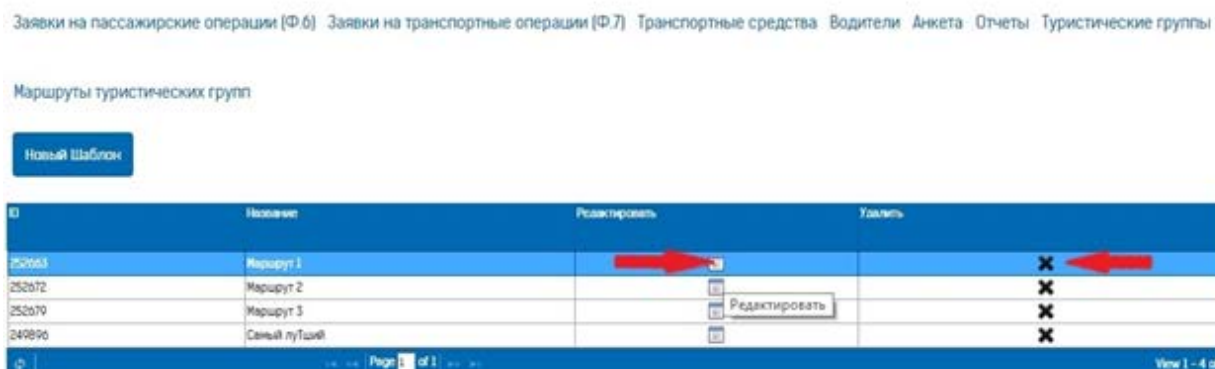 Заявки на пассажирские операции (Ф.6) Заявки на транспортные операции (Ф.7) Транспортные средства Водители Анкета Отчеты Туристические группы
Маршруты туристических групп
Новый Шаблон
ID Название Редактировать Удалить
252663 Маршрут 1
252672 Маршрут 2
Редактировать
252679 Маршрут 3
249896 Самый луТший
Page 1 of 1 View 1 - 4 o